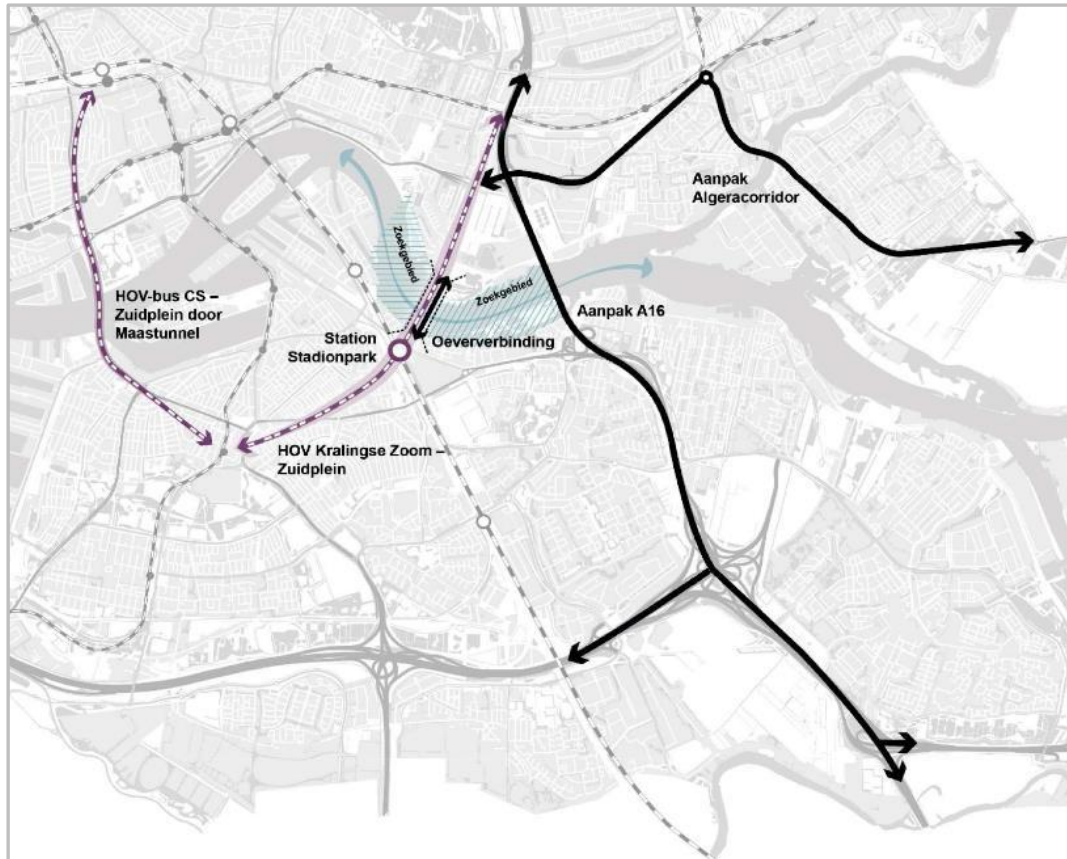 Aanpak
Algeracorridor
Zoekgebied
Zoekgebied
HOV-bus CS –
Zuidplein door
Maastunnel
Aanpak A16
Station
Stadionpark
Oeververbinding
HOV Kralingse Zoom –
Zuidplein